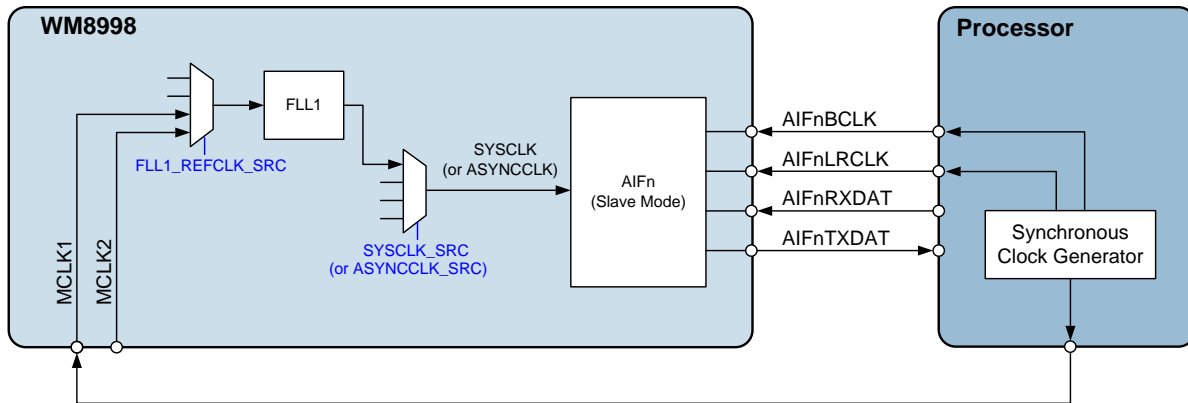 WM8998
Processor
FLL1
FLL1_REFCLK_SRC
SYSCLK
(or ASYNCCLK)
SYSCLK_SRC
(or ASYNCCLK_SRC)
AIFn
(Slave Mode)
AIFnBCLK
AIFnLRCLK
AIFnRXDAT
AIFnTXDAT
Synchronous
Clock Generator
MCLK1
MCLK2